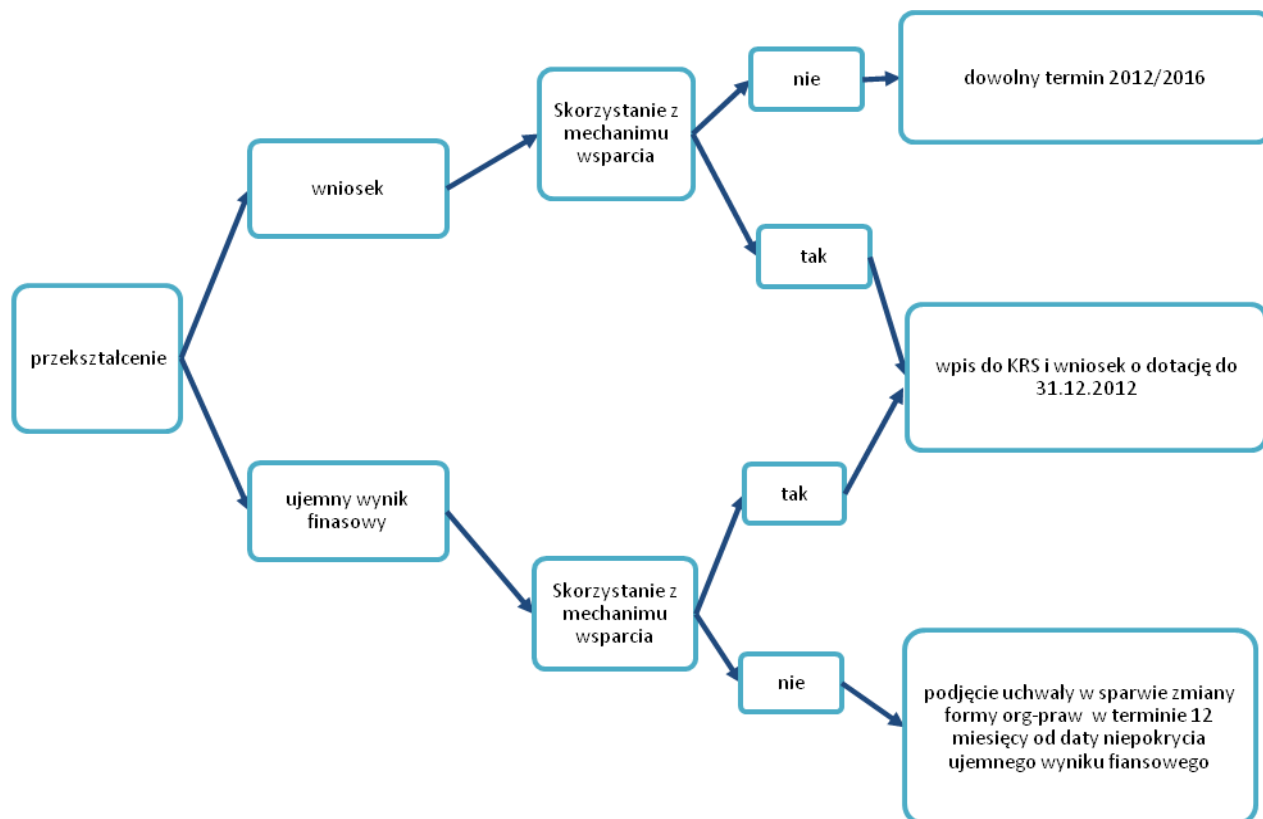 nie
dowolny termin 2012/2016
Skorzystanie z
mechanimu
wsparcia
wniosek
tak
przekształcenie
wpis do KRS i wniosek o dotację do
31.12.2012
ujemny wynik
finasowy
tak
Skorzystanie z
mechanimu
wsparcia
nie
podjęcie uchwały w sparwie zmiany
formy org-praw w terminie 12
miesięcy od daty niepokrycia
ujemnego wyniku fiansowego